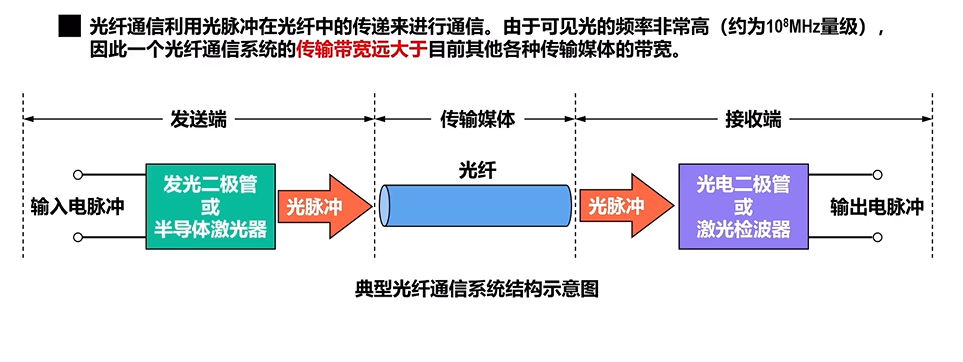 光纤通信利用光脉冲在光纤中的传递来进行通信。由于可见光的频率非常高（约为10⁸MHz量级），
因此一个光纤通信系统的传输带宽远大于目前其他各种传输媒体的带宽。
发送端
传输媒体
接收端
输入电脉冲
发光二极管
或
半导体激光器
光脉冲
光纤
光脉冲
光电二极管
或
激光检波器
输出电脉冲
典型光纤通信系统结构示意图